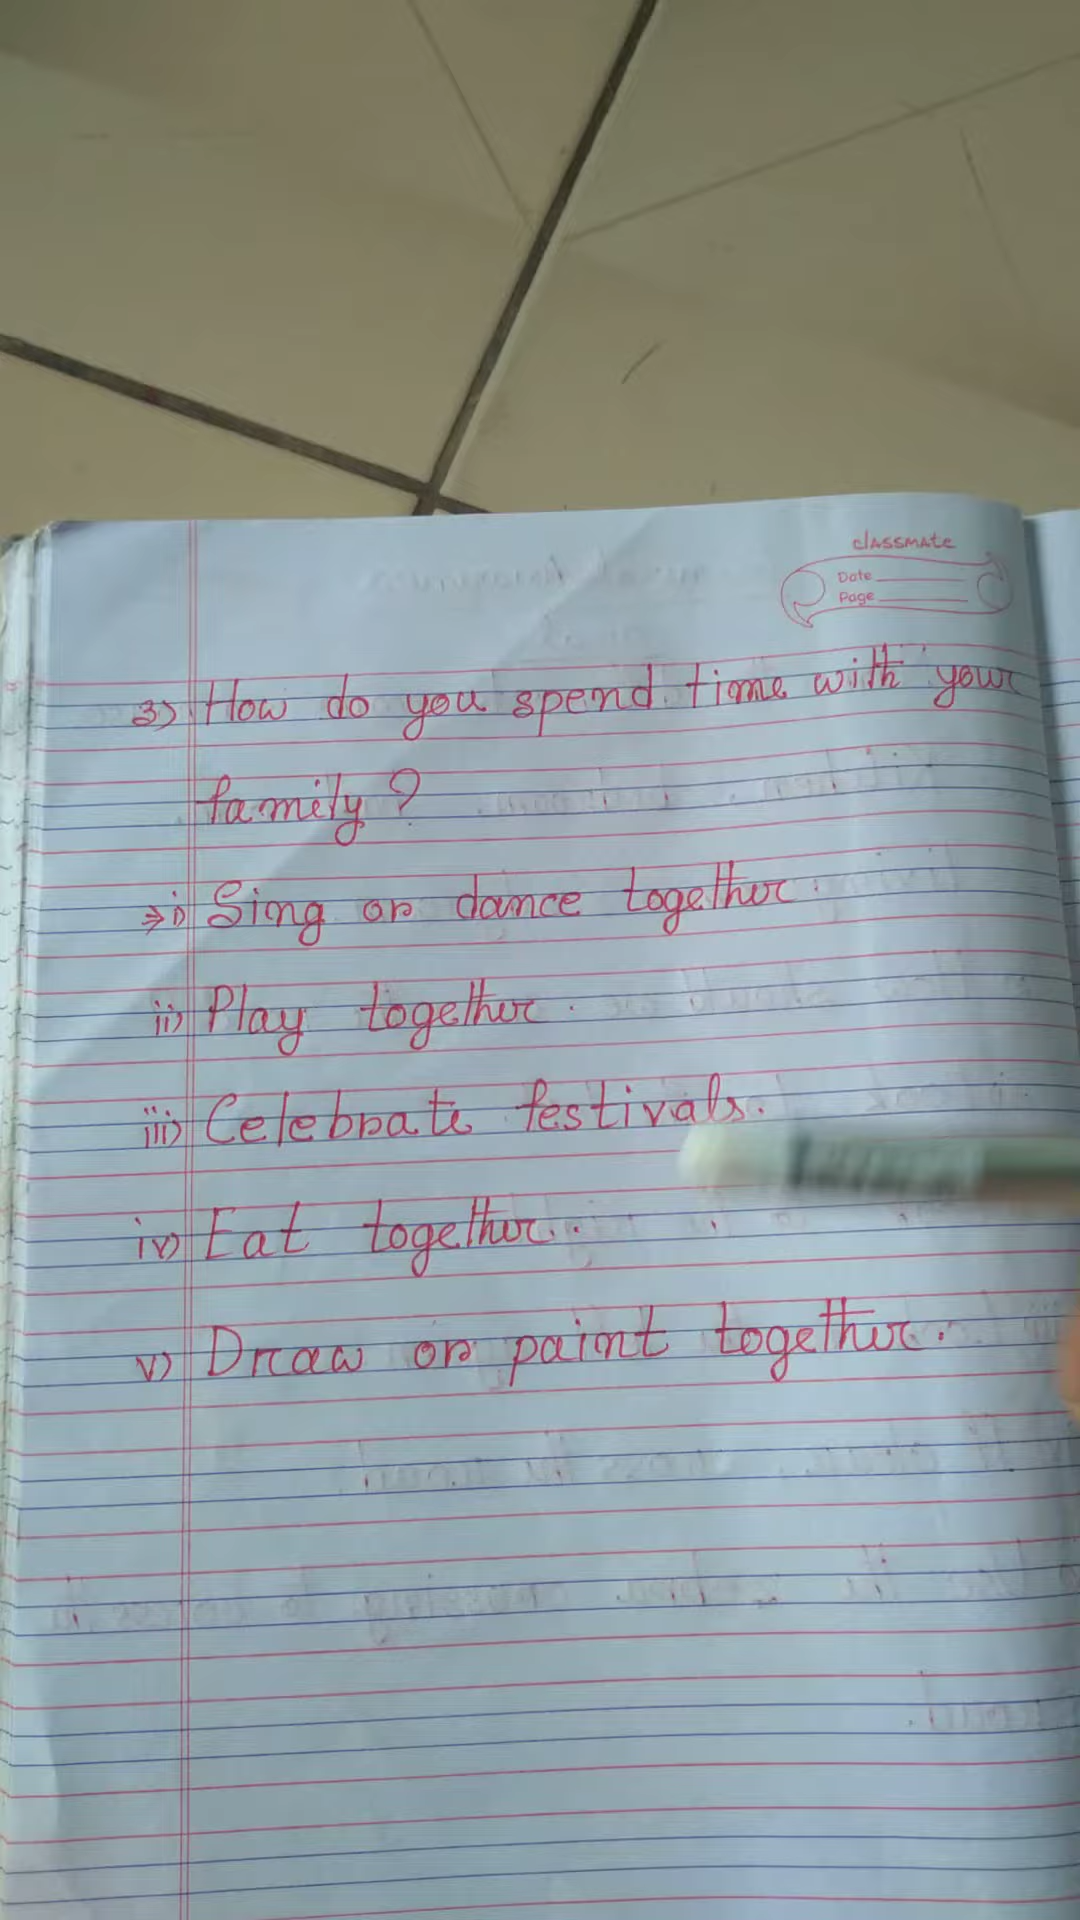 classmate
Date
Page
3) How do you spend time with your
family?
⇒ i) Sing or dance together.
ii) Play together.
iii) Celebrate festivals.
iv) Eat together.
v) Draw or paint together.